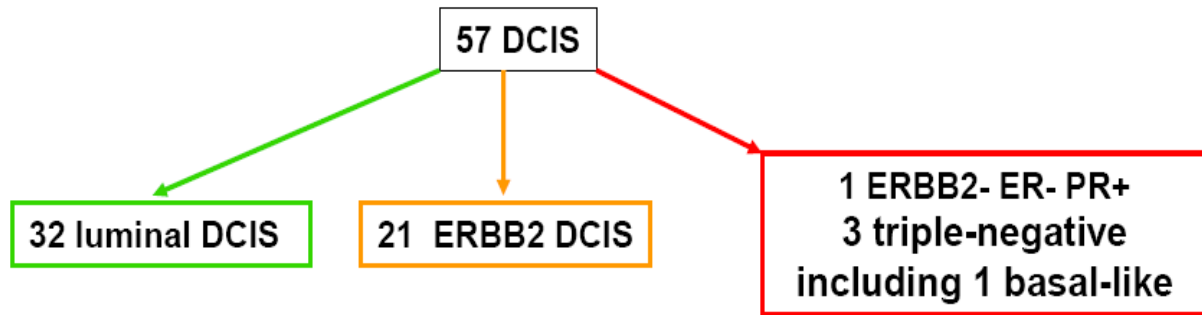 57 DCIS
32 luminal DCIS
21 ERBB2 DCIS
1 ERBB2- ER- PR+
3 triple-negative
including 1 basal-like